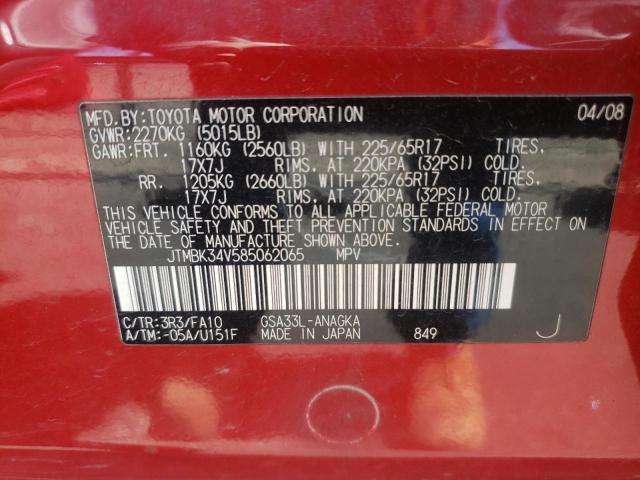 MFD.BY:TOYOTA MOTOR CORPORATION 04/08
GVWR:2270KG (5015LB)
GAWR:FRT. 1160KG (2560LB) WITH 225/65R17 TIRES,
17X7J RIMS, AT 220KPA (32PSI) COLD.
RR. 1205KG (2660LB) WITH 225/65R17 TIRES,
17X7J RIMS, AT 220KPA (32PSI) COLD.
THIS VEHICLE CONFORMS TO ALL APPLICABLE FEDERAL MOTOR
VEHICLE SAFETY AND THEFT PREVENTION STANDARDS IN EFFECT ON
THE DATE OF MANUFACTURE SHOWN ABOVE.
JTMBK34V585062065 MPV
C/TR:3R3/FA10 GSA33L-ANAGKA
A/TM:-05A/U151F MADE IN JAPAN 849 J